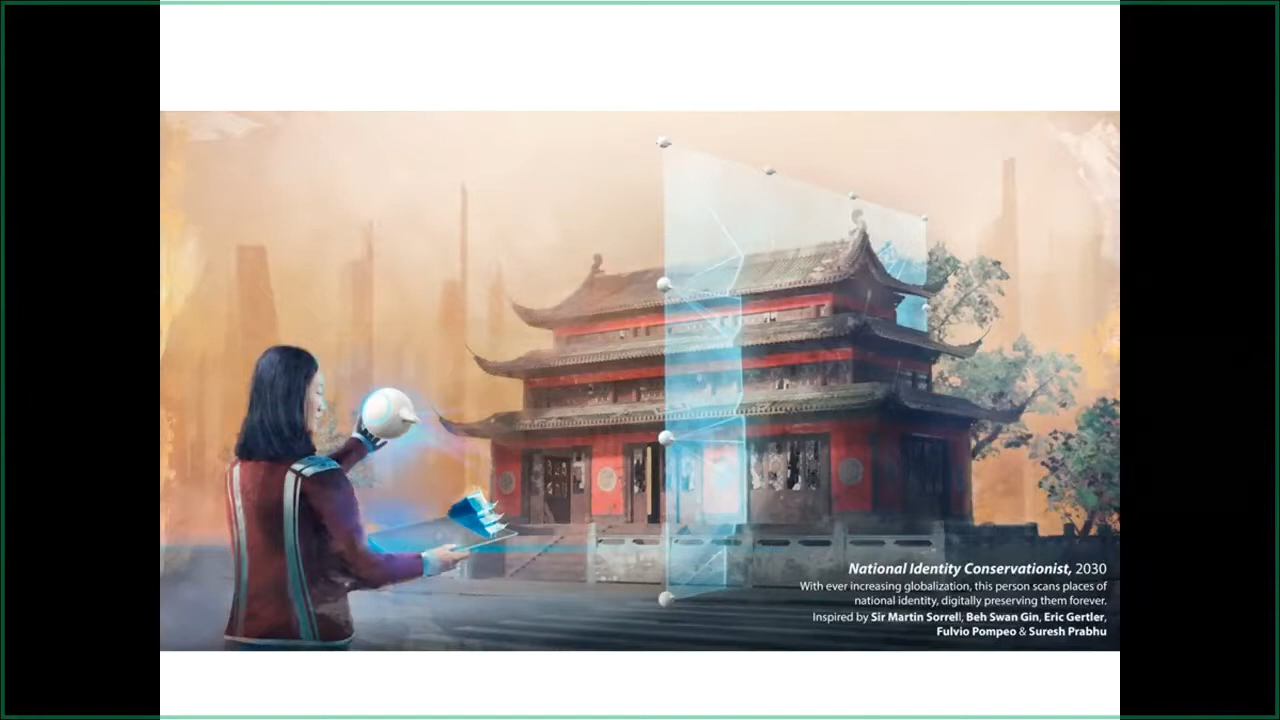 National Identity Conservationist, 2030
With ever increasing globalization, this person scans places of
national identity, digitally preserving them forever.
Inspired by Sir Martin Sorrell, Beh Swan Gin, Eric Gertler,
Fulvio Pompeo & Suresh Prabhu